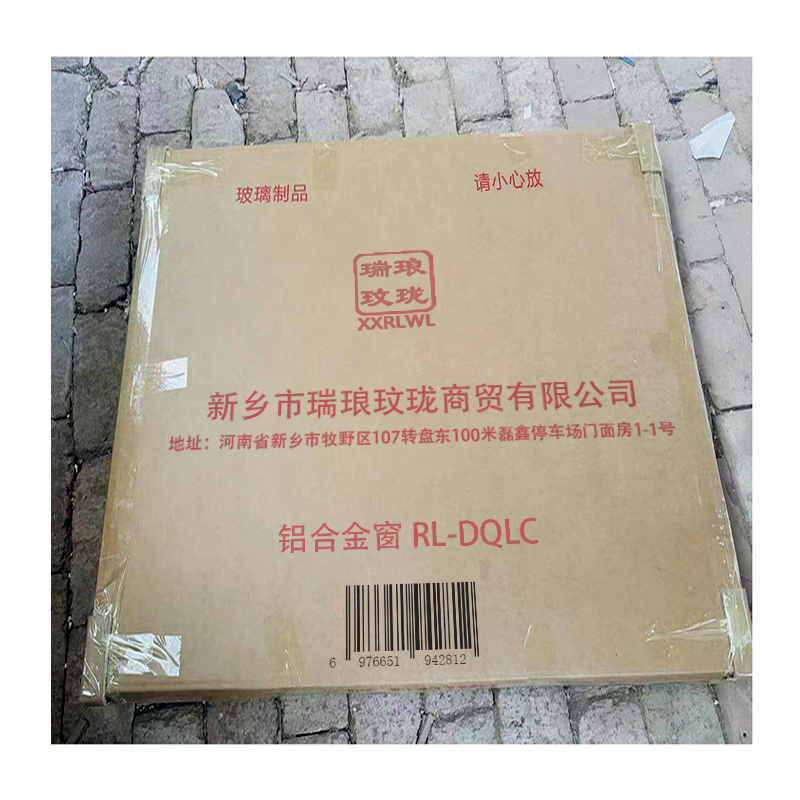 玻璃制品 请小心放
瑞琅
玟珑
XXRLWL
新乡市瑞琅玟珑商贸有限公司
地址：河南省新乡市牧野区107转盘东100米磊鑫停车场门面房1-1号
铝合金窗 RL-DQLC
6 976651 942812